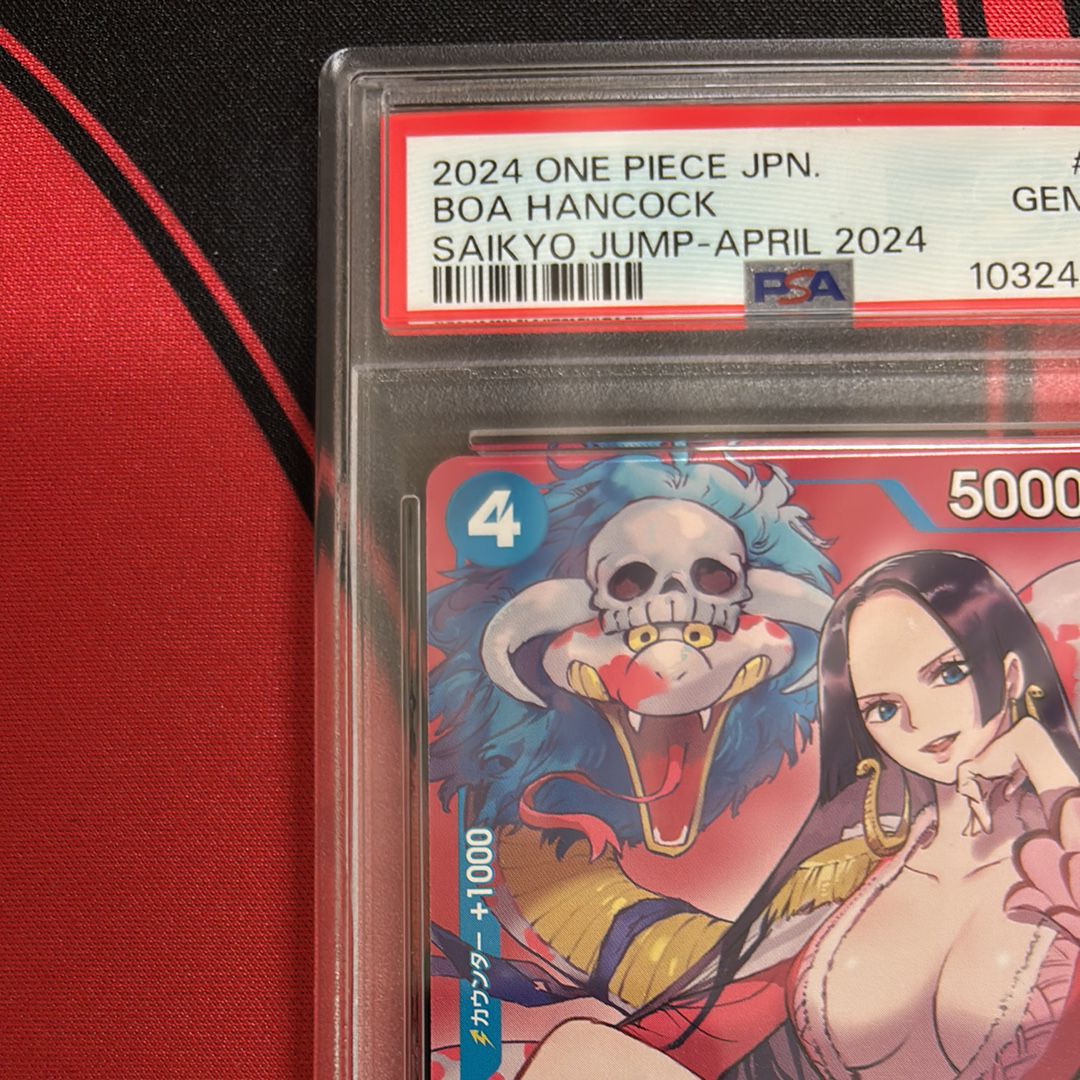 2024 ONE PIECE JPN.
BOA HANCOCK
SAIKYO JUMP-APRIL 2024
#
GEM
10324
PSA
4
5000
カウンター +1000